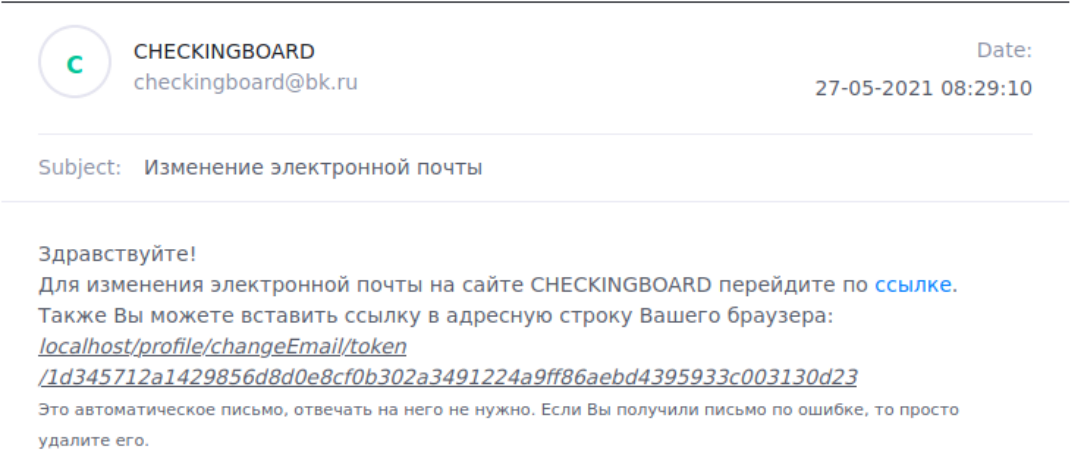 C
CHECKINGBOARD
checkingboard@bk.ru
Date:
27-05-2021 08:29:10
Subject: Изменение электронной почты
Здравствуйте!
Для изменения электронной почты на сайте CHECKINGBOARD перейдите по ссылке.
Также Вы можете вставить ссылку в адресную строку Вашего браузера:
localhost/profile/changeEmail/token
/1d345712a1429856d8d0e8cf0b302a3491224a9ff86aebd4395933c003130d23
Это автоматическое письмо, отвечать на него не нужно. Если Вы получили письмо по ошибке, то просто
удалите его.